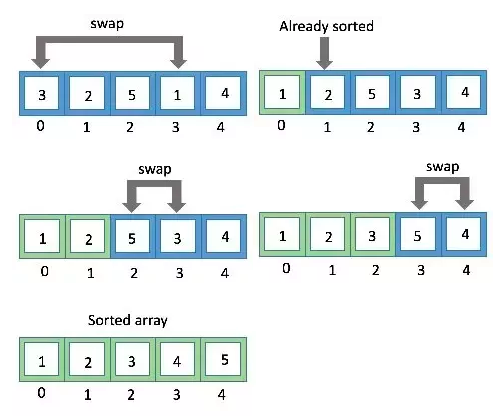 swap
3 2 5 1 4
0 1 2 3 4
Already sorted
1 2 5 3 4
0 1 2 3 4
swap
1 2 5 3 4
0 1 2 3 4
swap
1 2 3 5 4
0 1 2 3 4
Sorted array
1 2 3 4 5
0 1 2 3 4